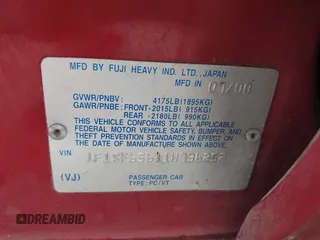 MFD BY FUJI HEAVY IND. LTD., JAPAN
GVWR/PNBV: 4175LB(1895KG)
GAWR/PNBE: FRONT-2015LB( 915KG)
REAR -2180LB( 990KG)
THIS VEHICLE CONFORMS TO ALL APPLICABLE
FEDERAL MOTOR VEHICLE SAFETY, BUMPER, AND
THEFT PREVENTION STANDARDS IN EFFECT ON
THE DATE OF MANUFACTURE SHOWN ABOVE.
VIN
(VJ)
PASSENGER CAR
TYPE: PC/VT
DREAMBID